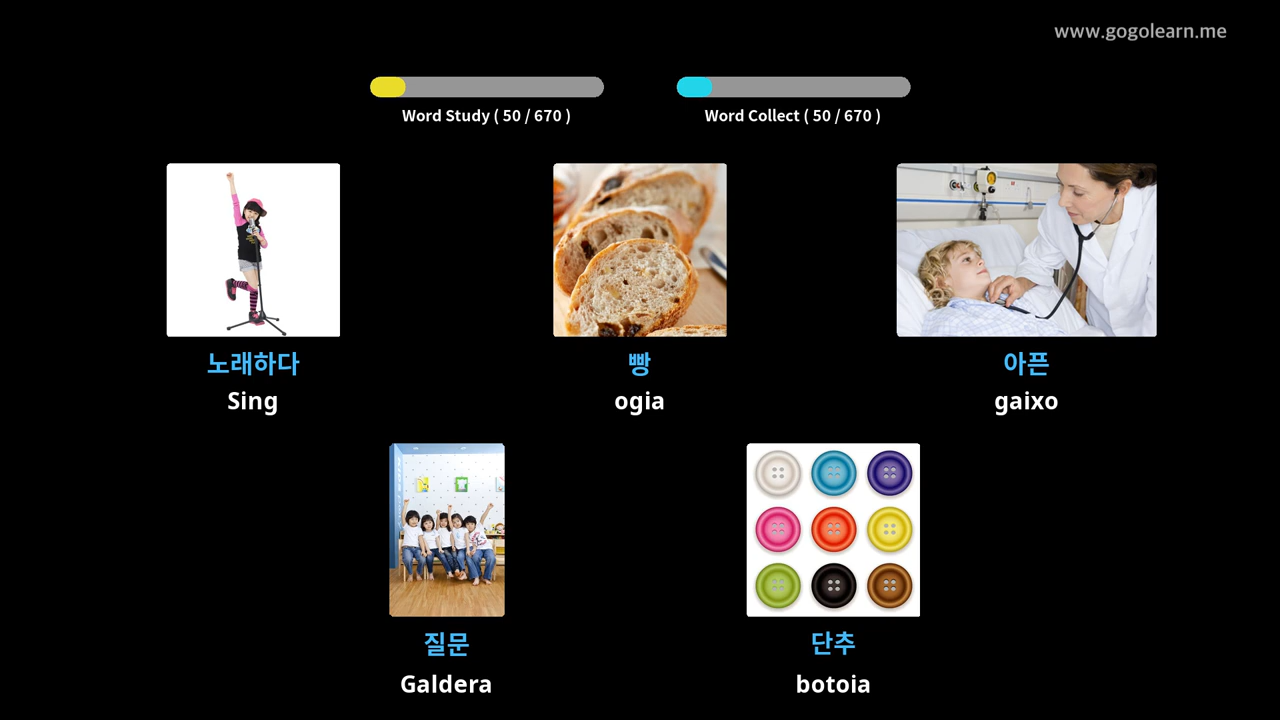 www.gogolearn.me
Word Study ( 50 / 670 )
Word Collect ( 50 / 670 )
노래하다
빵
아픈
Sing
ogia
gaixo
질문
단추
Galdera
botoia